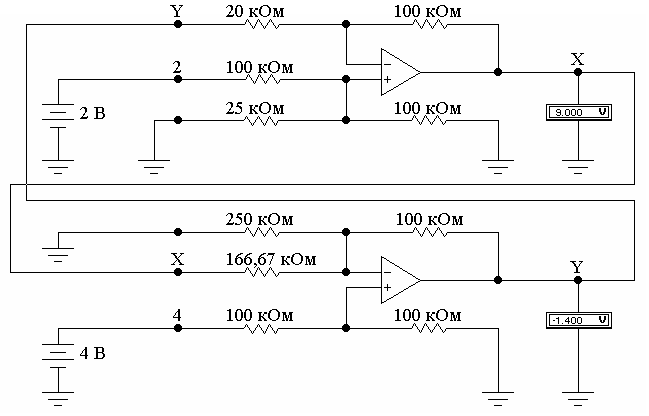 Y 20 кОм 100 кОм
2 100 кОм X
2 В 25 кОм 100 кОм 9.000 V
250 кОм 100 кОм
X 166,67 кОм Y
4 100 кОм 100 кОм -1.400 V
4 В